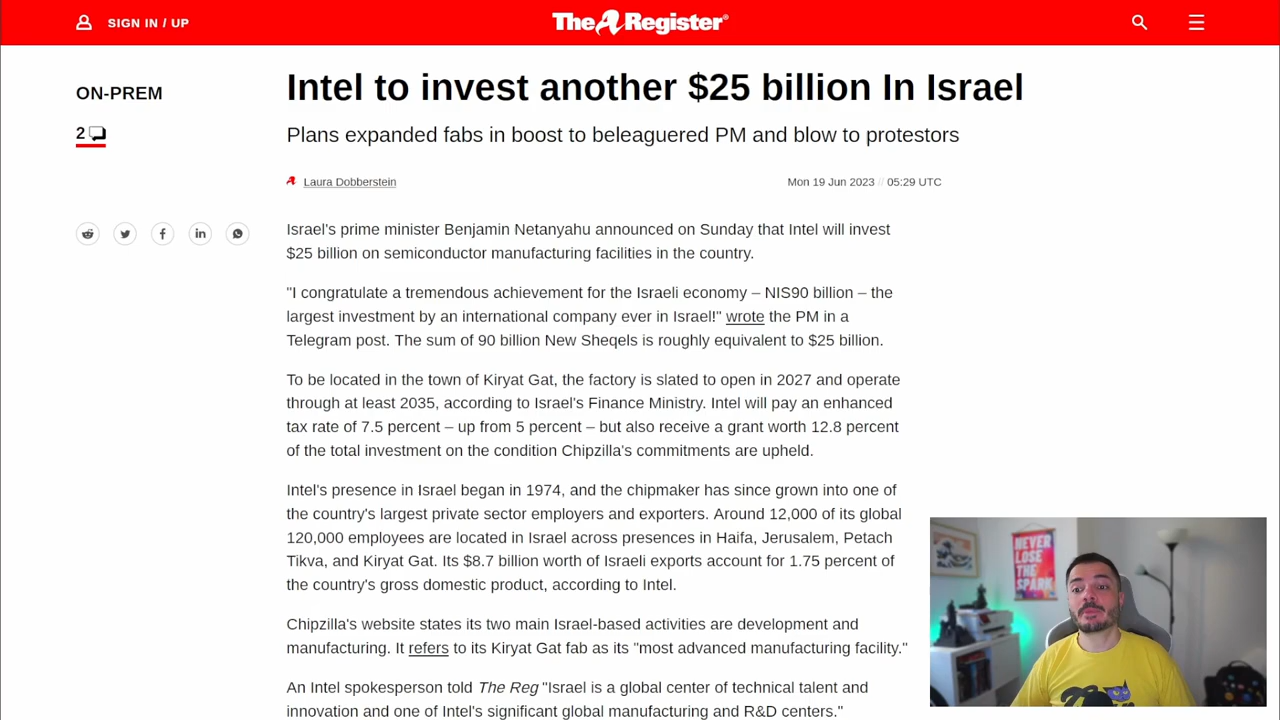 SIGN IN / UP
The Register®
ON-PREM
2
Intel to invest another $25 billion In Israel
Plans expanded fabs in boost to beleaguered PM and blow to protestors
Laura Dobberstein
Mon 19 Jun 2023 // 05:29 UTC
Israel's prime minister Benjamin Netanyahu announced on Sunday that Intel will invest
$25 billion on semiconductor manufacturing facilities in the country.
"I congratulate a tremendous achievement for the Israeli economy – NIS90 billion – the
largest investment by an international company ever in Israel!" wrote the PM in a
Telegram post. The sum of 90 billion New Sheqels is roughly equivalent to $25 billion.
To be located in the town of Kiryat Gat, the factory is slated to open in 2027 and operate
through at least 2035, according to Israel's Finance Ministry. Intel will pay an enhanced
tax rate of 7.5 percent – up from 5 percent – but also receive a grant worth 12.8 percent
of the total investment on the condition Chipzilla's commitments are upheld.
Intel's presence in Israel began in 1974, and the chipmaker has since grown into one of
the country's largest private sector employers and exporters. Around 12,000 of its global
120,000 employees are located in Israel across presences in Haifa, Jerusalem, Petach
Tikva, and Kiryat Gat. Its $8.7 billion worth of Israeli exports account for 1.75 percent of
the country's gross domestic product, according to Intel.
Chipzilla's website states its two main Israel-based activities are development and
manufacturing. It refers to its Kiryat Gat fab as its "most advanced manufacturing facility."
An Intel spokesperson told The Reg "Israel is a global center of technical talent and
innovation and one of Intel's significant global manufacturing and R&D centers."
NEVER
LOSE
THE
SPARK